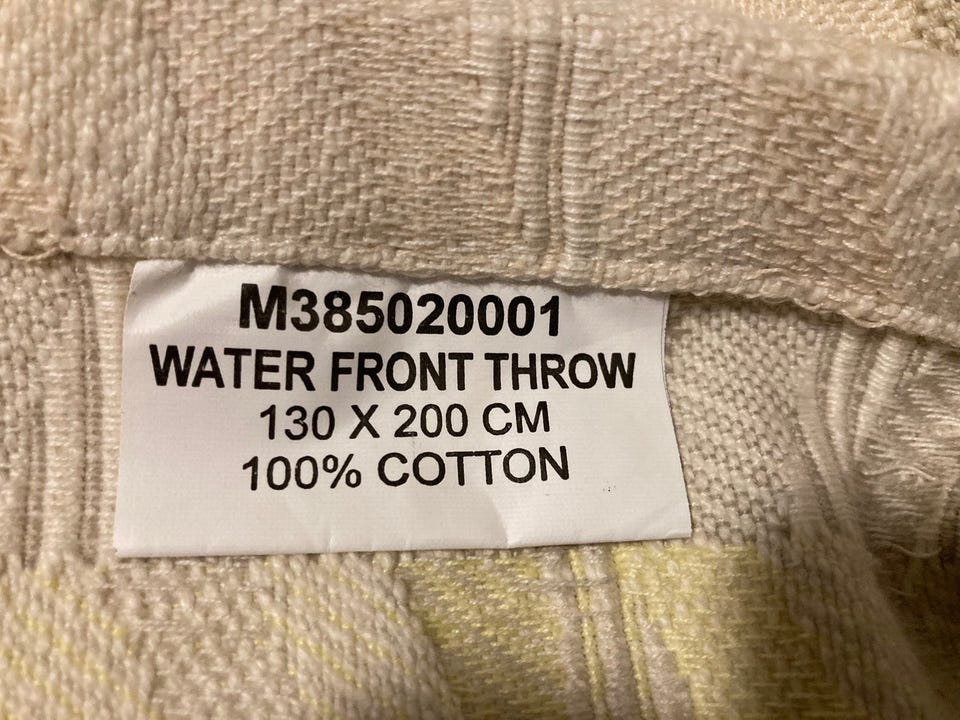 M385020001
WATER FRONT THROW
130 X 200 CM
100% COTTON